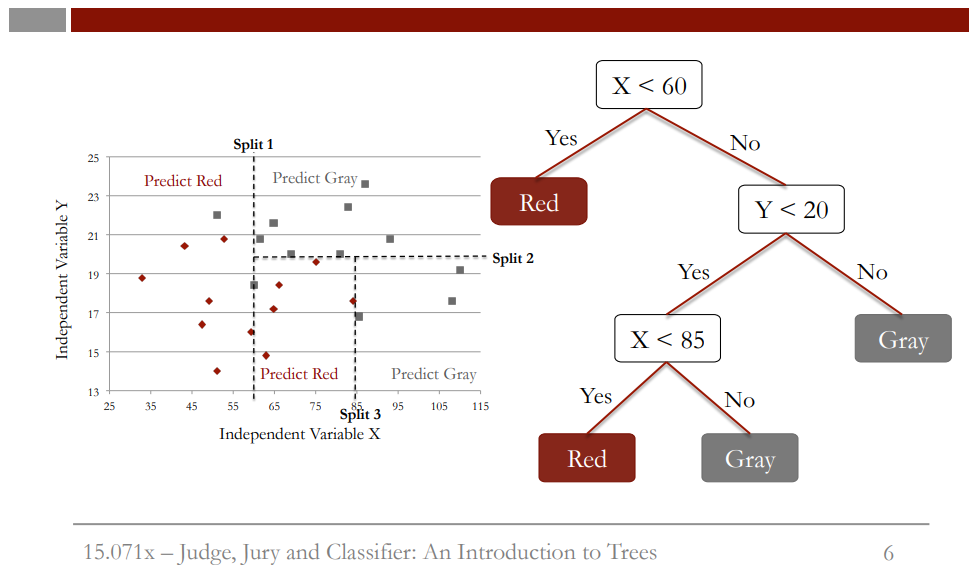 X < 60
Yes
No
Split 1
25
23
21
19
17
15
13
Independent Variable Y
Predict Red
Predict Gray
Split 2
Predict Red
Predict Gray
25
35
45
55
65
75
85
95
105
115
Split 3
Independent Variable X
Red
Y < 20
Yes
No
X < 85
Gray
Yes
No
Red
Gray
15.071x – Judge, Jury and Classifier: An Introduction to Trees
6